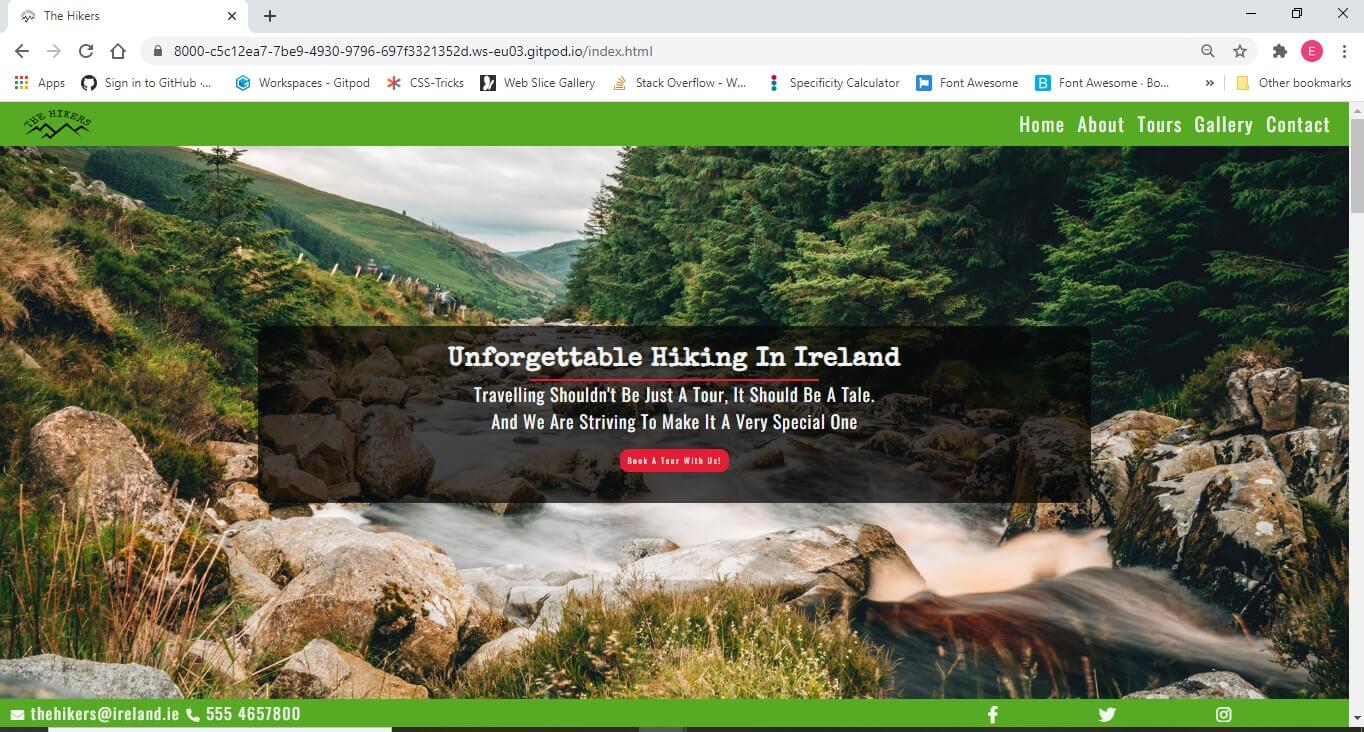 The Hikers
8000-c5c12ea7-7be9-4930-9796-697f3321352d.ws-eu03.gitpod.io/index.html
E
Apps Sign in to GitHub ·... Workspaces - Gitpod CSS-Tricks Web Slice Gallery Stack Overflow - W... Specificity Calculator Font Awesome B Font Awesome · Bo... » Other bookmarks
THE HIKERS
Home About Tours Gallery Contact
Unforgettable Hiking In Ireland
Travelling Shouldn't Be Just A Tour, It Should Be A Tale.
And We Are Striving To Make It A Very Special One
Book A Tour With Us!
thehikers@ireland.ie 555 4657800